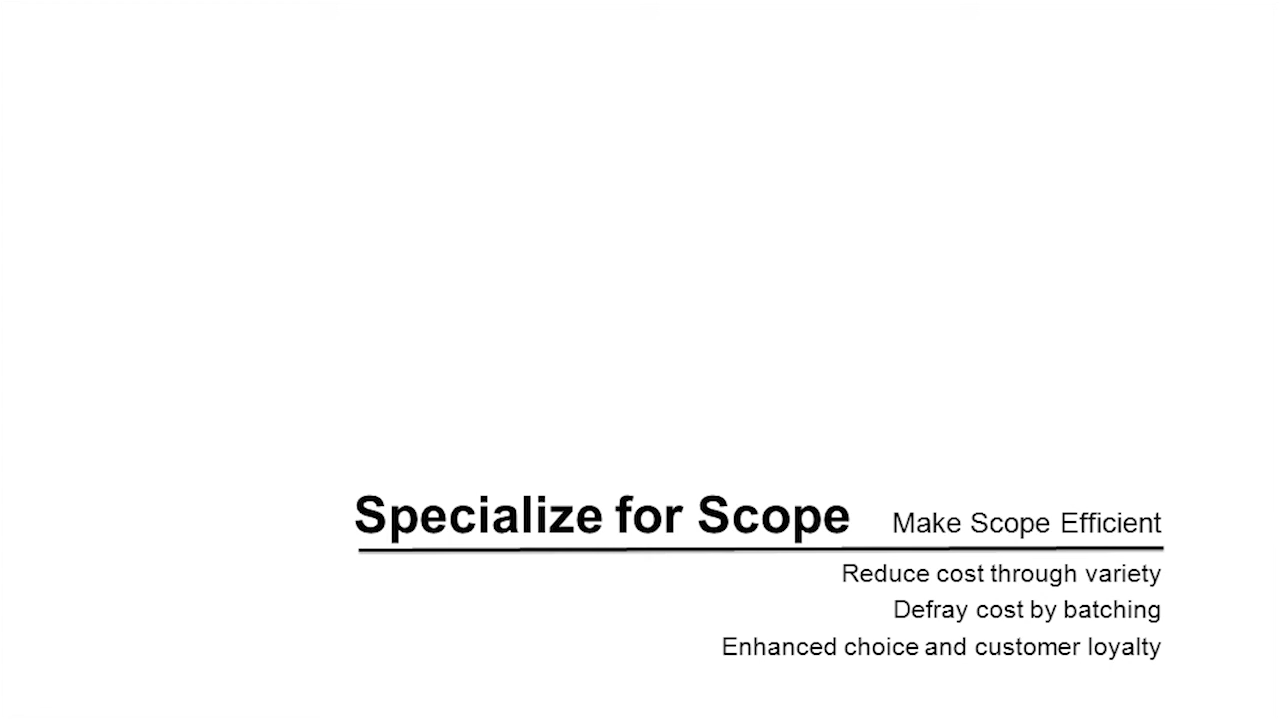 Specialize for Scope Make Scope Efficient
Reduce cost through variety
Defray cost by batching
Enhanced choice and customer loyalty